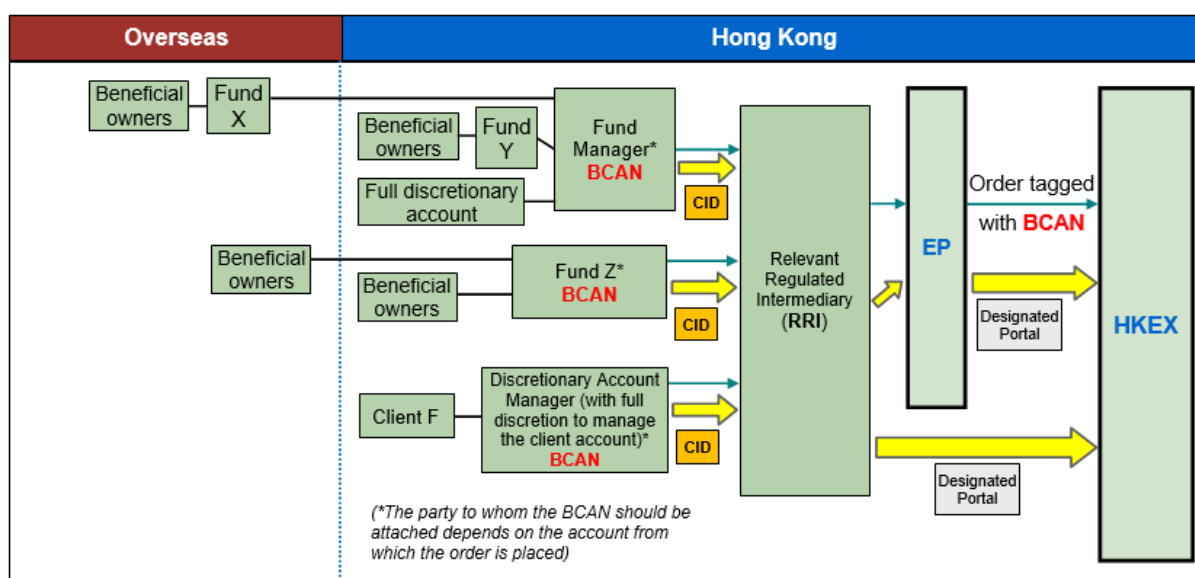 Overseas
Hong Kong
Beneficial
owners
Fund
X
Beneficial
owners
Fund
Y
Full discretionary
account
Fund
Manager*
BCAN
CID
Beneficial
owners
Beneficial
owners
Fund Z*
BCAN
CID
Client F
Discretionary Account
Manager (with full
discretion to manage
the client account)*
BCAN
CID
Relevant
Regulated
Intermediary
(RRI)
EP
Order tagged
with BCAN
Designated
Portal
Designated
Portal
HKEX
(*The party to whom the BCAN should be
attached depends on the account from
which the order is placed)